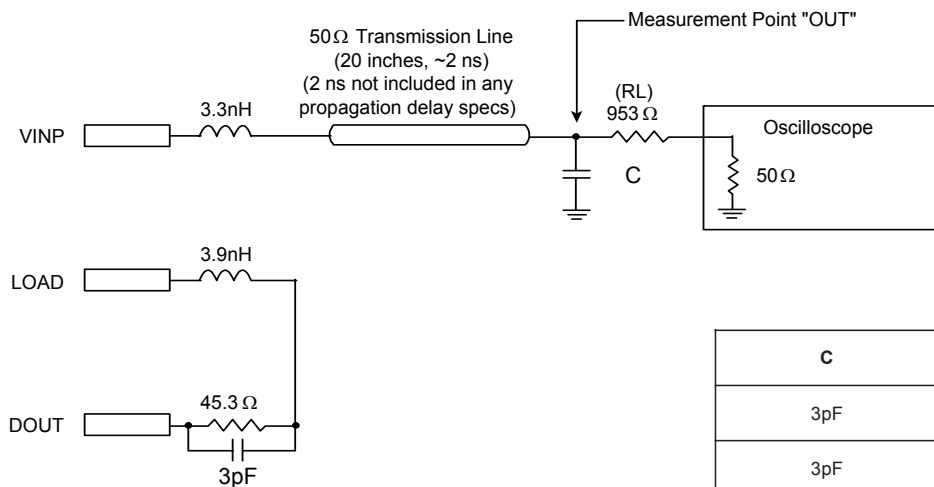 Measurement Point "OUT"
50Ω Transmission Line
(20 inches, ~2 ns)
(2 ns not included in any
propagation delay specs)
(RL)
953 Ω
3.3nH
VINP
Oscilloscope
C
50Ω
3.9nH
LOAD
C
45.3 Ω
DOUT
3pF
3pF
3pF